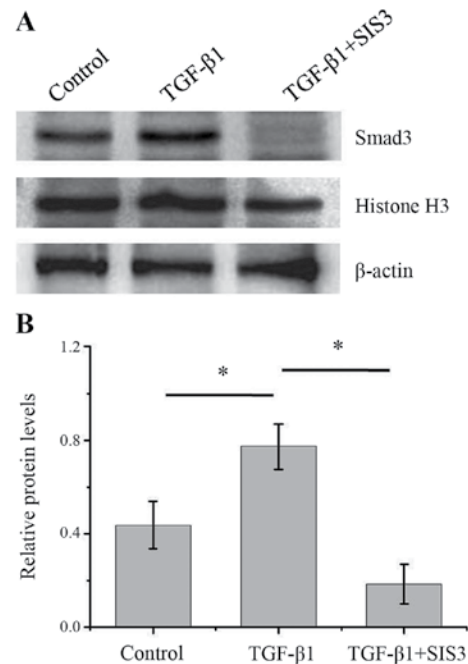 A
Control TGF-β1 TGF-β1+SIS3
Smad3
Histone H3
β-actin
B
Relative protein levels
1.2
0.8
0.4
0.0
*
*
Control TGF-β1 TGF-β1+SIS3